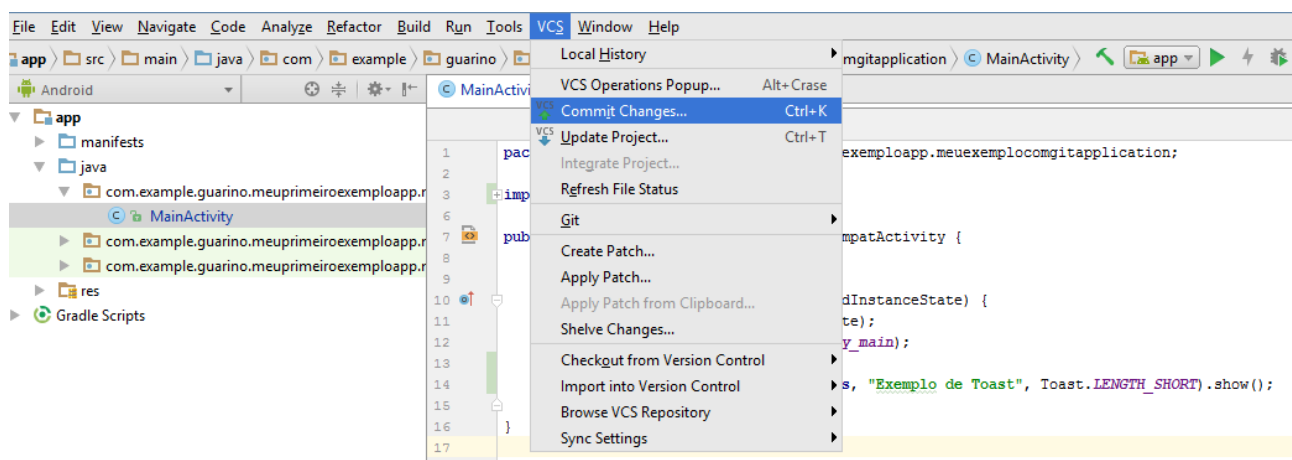 File Edit View Navigate Code Analyze Refactor Build Run Tools VCS Window Help
app src main java com example guarino mgitapplication MainActivity app
Android
MainActivi
app
manifests
java
com.example.guarino.meuprimeiroexemploapp.r
MainActivity
com.example.guarino.meuprimeiroexemploapp.r
com.example.guarino.meuprimeiroexemploapp.r
res
Gradle Scripts
Local History
VCS Operations Popup... Alt+Crase
VCS Commit Changes... Ctrl+K
VCS Update Project... Ctrl+T
Integrate Project...
Refresh File Status
Git
Create Patch...
Apply Patch...
Apply Patch from Clipboard...
Shelve Changes...
Checkout from Version Control
Import into Version Control
Browse VCS Repository
Sync Settings
1 pac exemploapp.meuexemplocomgitapplication;
2
3 imp
6
7 pub mpatActivity {
8
9
10 dInstanceState) {
11 te);
12 y_main);
13
14 s, "Exemplo de Toast", Toast.LENGTH_SHORT).show();
15
16 }
17